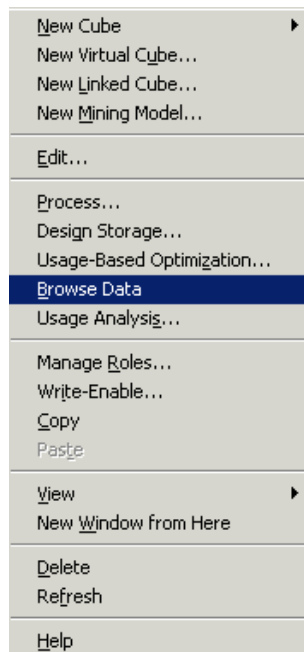 New Cube
New Virtual Cube...
New Linked Cube...
New Mining Model...
Edit...
Process...
Design Storage...
Usage-Based Optimization...
Browse Data
Usage Analysis...
Manage Roles...
Write-Enable...
Copy
Paste
View
New Window from Here
Delete
Refresh
Help